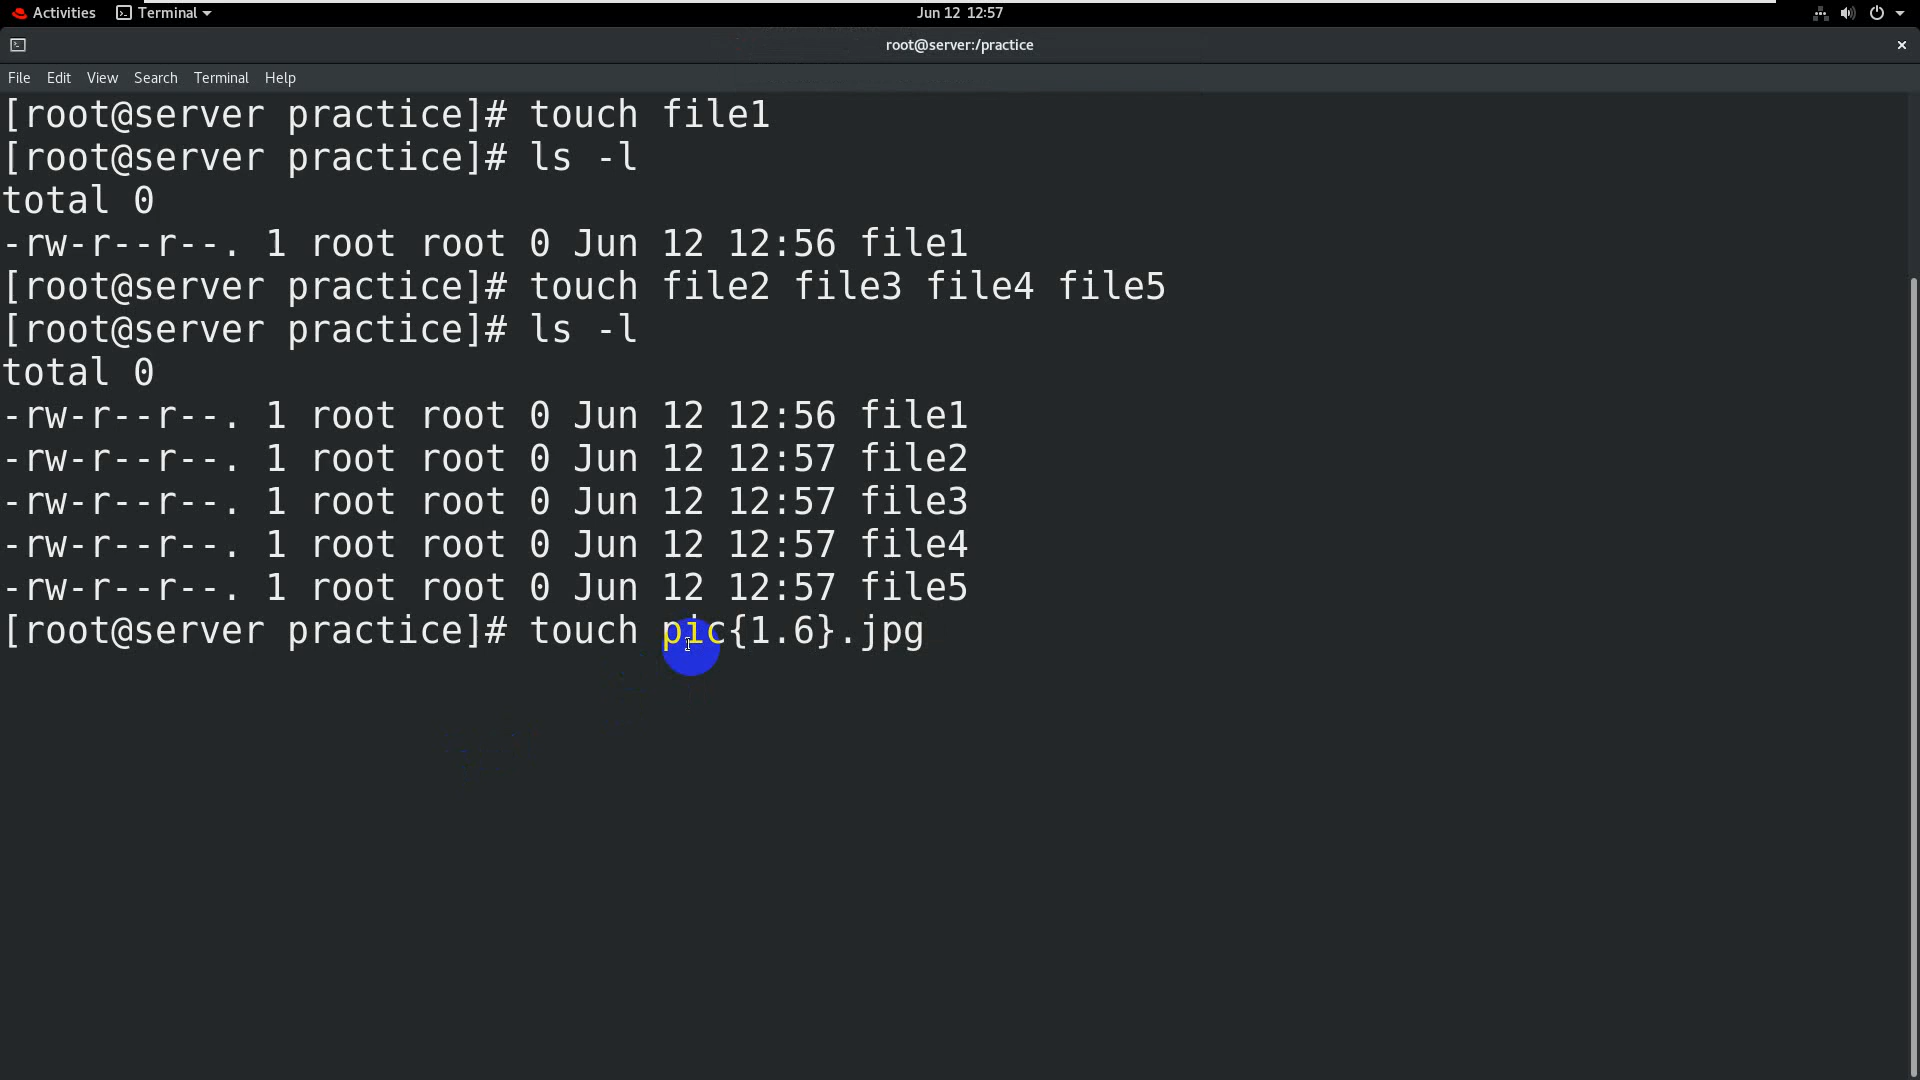 Activities Terminal Jun 12 12:57
root@server:/practice
File Edit View Search Terminal Help
[root@server practice]# touch file1
[root@server practice]# ls -l
total 0
-rw-r--r--. 1 root root 0 Jun 12 12:56 file1
[root@server practice]# touch file2 file3 file4 file5
[root@server practice]# ls -l
total 0
-rw-r--r--. 1 root root 0 Jun 12 12:56 file1
-rw-r--r--. 1 root root 0 Jun 12 12:57 file2
-rw-r--r--. 1 root root 0 Jun 12 12:57 file3
-rw-r--r--. 1 root root 0 Jun 12 12:57 file4
-rw-r--r--. 1 root root 0 Jun 12 12:57 file5
[root@server practice]# touch pic{1.6}.jpg